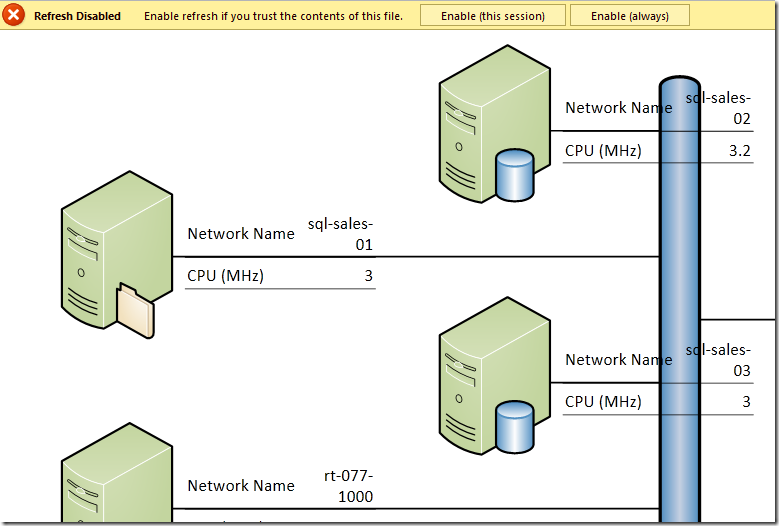 Refresh Disabled Enable refresh if you trust the contents of this file. Enable (this session) Enable (always)
Network Name sql-sales-
02
CPU (MHz) 3.2
Network Name sql-sales-
01
CPU (MHz) 3
Network Name sql-sales-
03
CPU (MHz) 3
Network Name rt-077-
1000